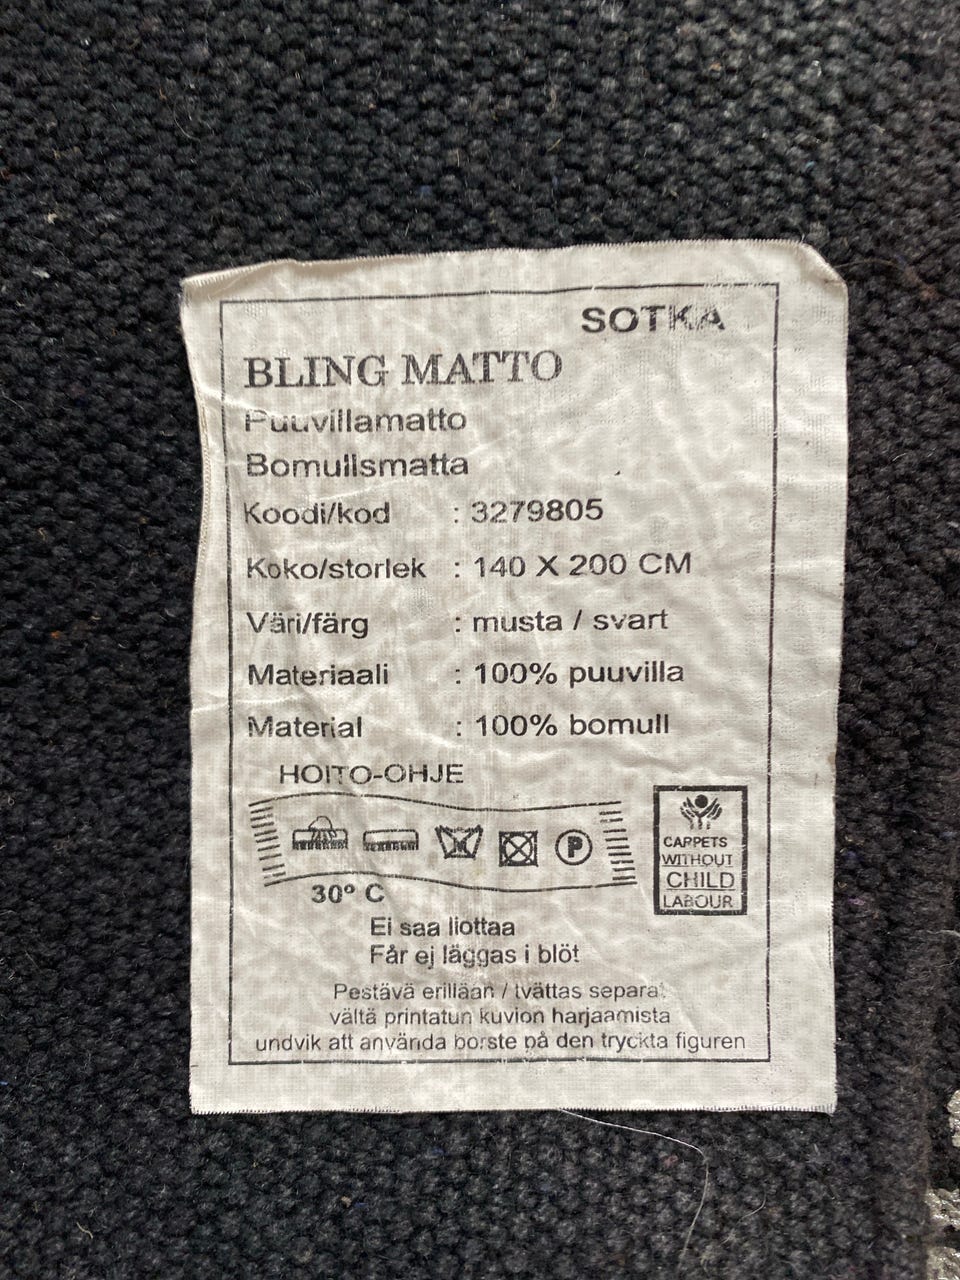 SOTKA
BLING MATTO
Puuvillamatto
Bomullsmatta
Koodi/kod : 3279805
Koko/storlek : 140 X 200 CM
Väri/färg : musta / svart
Materiaali : 100% puuvilla
Material : 100% bomull
HOITO-OHJE
P
30º C
CARPETS
WITHOUT
CHILD
LABOUR
Ei saa liottaa
Får ej läggas i blöt
Pestävä erillään / tvättas separat
vältä printatun kuvion harjaamista
undvik att använda borste på den tryckta figuren